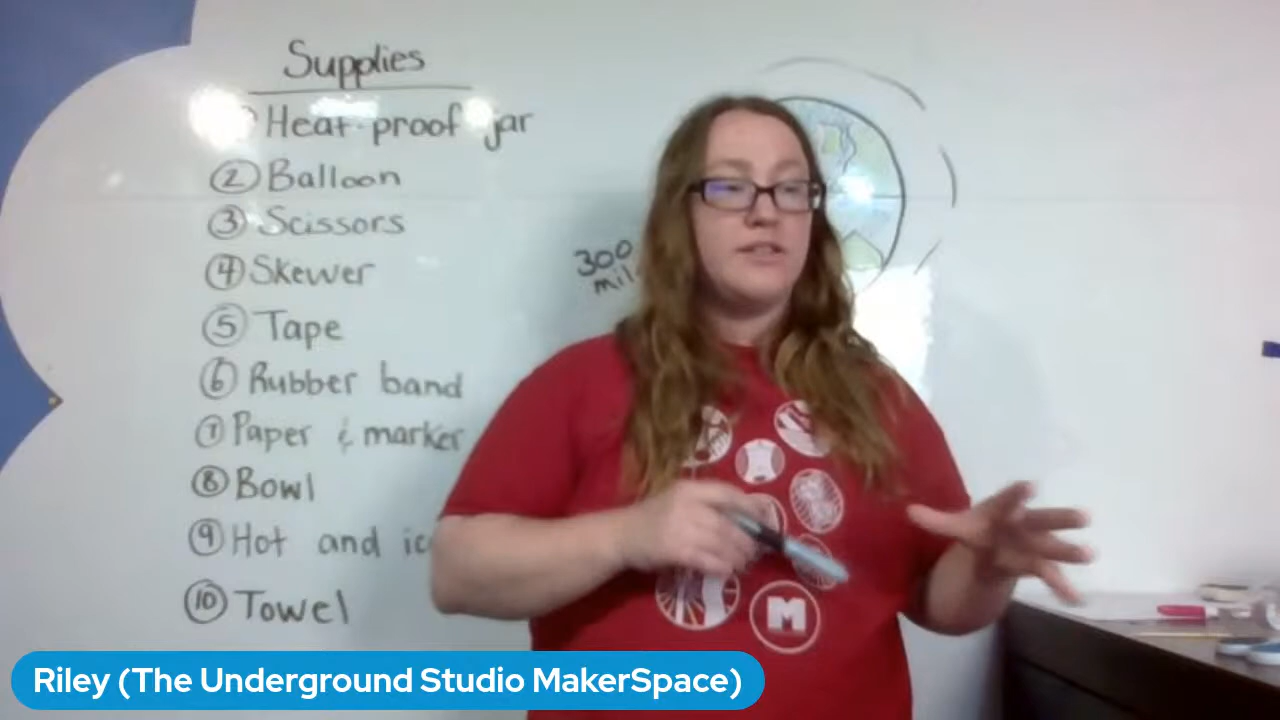 Supplies
Heat-proof jar
② Balloon
③ Scissors
④ Skewer
⑤ Tape
⑥ Rubber band
⑦ Paper & marker
⑧ Bowl
⑨ Hot and
⑩ Towel
300
M
Riley (The Underground Studio MakerSpace)